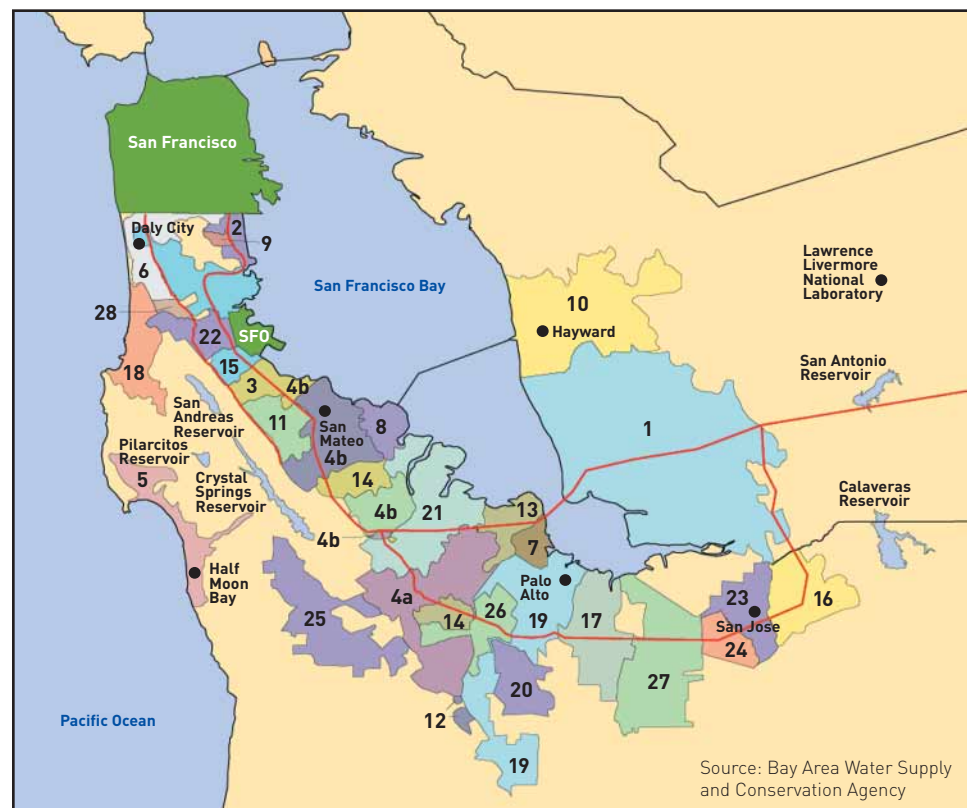 San Francisco
Daly City
2
9
6
San Francisco Bay
Lawrence
Livermore
National
Laboratory
10
Hayward
28
22
SFO
18
15
3
4b
San Antonio
Reservoir
San
Andreas
Reservoir
11
San
Mateo
8
1
4b
Pilarcitos
Reservoir
5
Crystal
Springs
Reservoir
14
Calaveras
Reservoir
4b
21
13
4b
7
Half
Moon
Bay
Palo
Alto
4a
25
14
26
19
17
23
San Jose
16
24
20
27
12
Pacific Ocean
19
Source: Bay Area Water Supply
and Conservation Agency